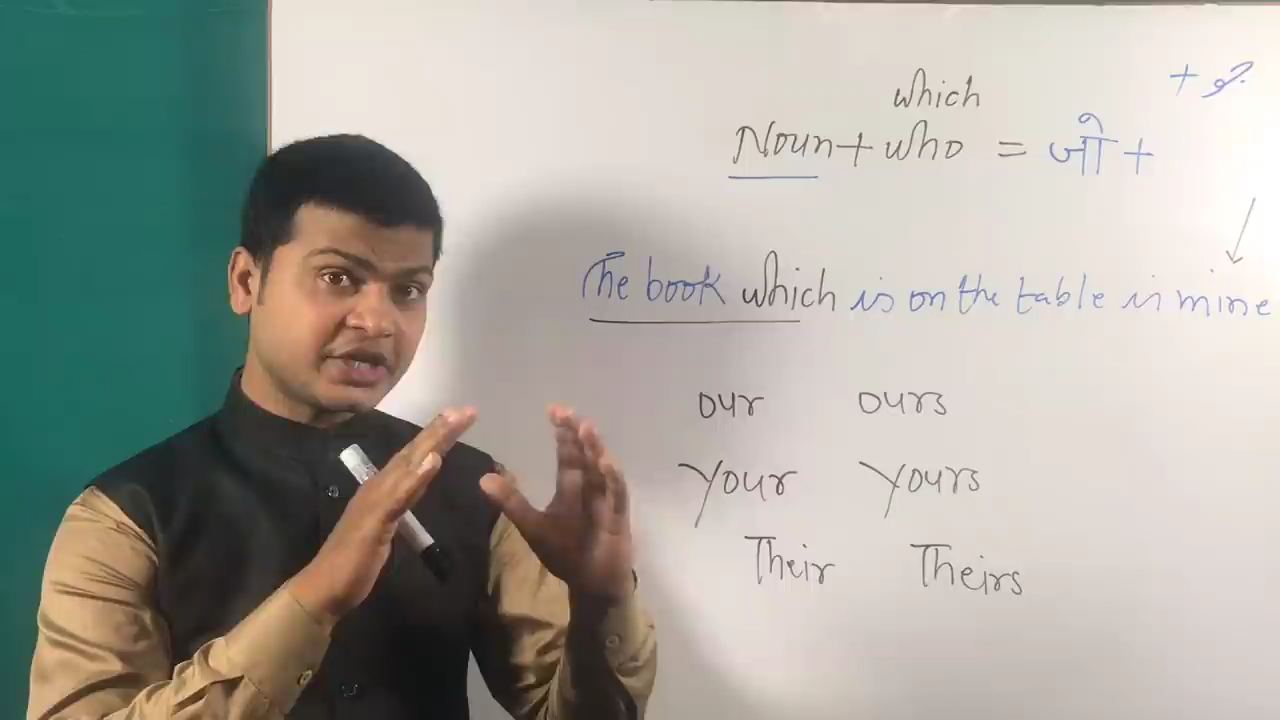 which
Noun + who = जो +
The book which is on the table is mine
our ours
Your Yours
Their Theirs